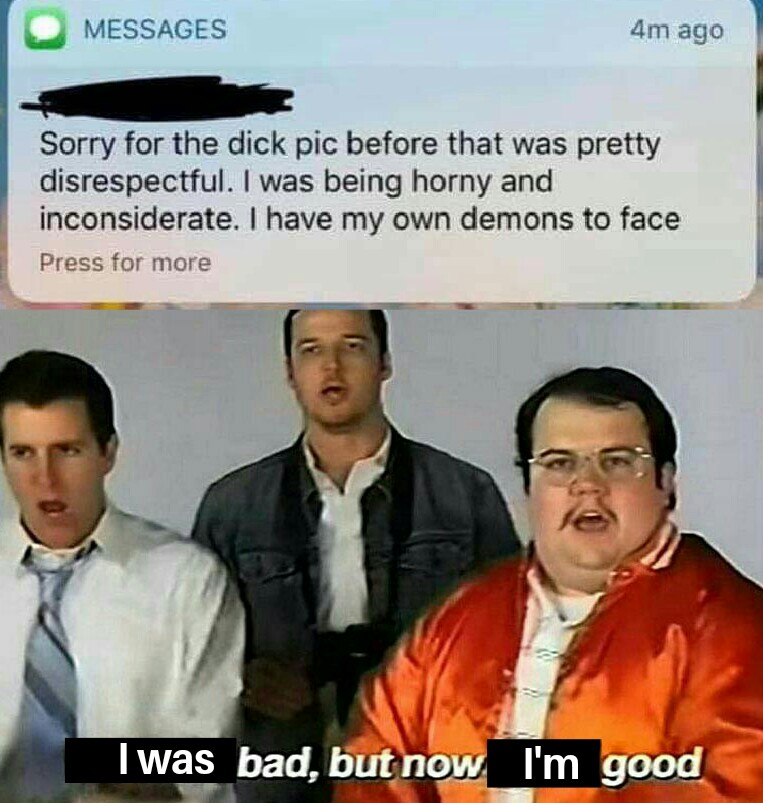 MESSAGES 4m ago
Sorry for the dick pic before that was pretty
disrespectful. I was being horny and
inconsiderate. I have my own demons to face
Press for more
I was bad, but now I'm good